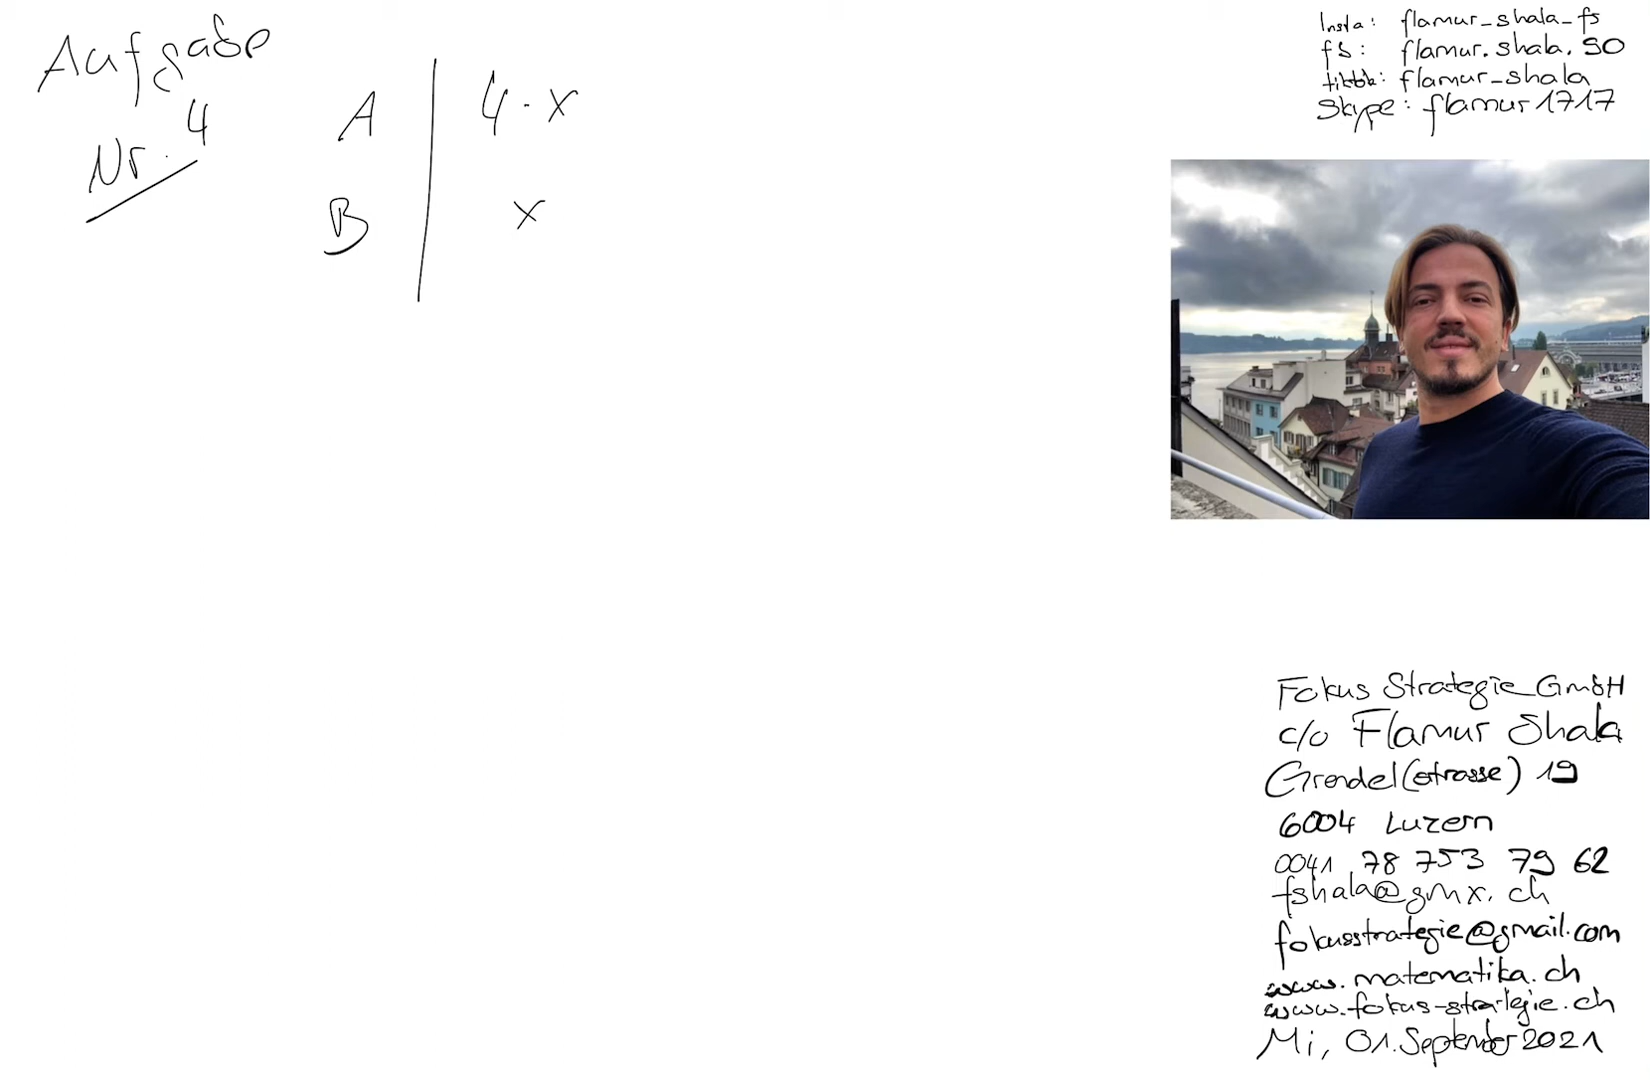 Aufgabe
Nr. 4
A 4 · x
B x
Insta: flamur_shala_fs
fb: flamur.shala.90
tiktok: flamur_shala
Skype: flamur1717
Fokus Strategie GmbH
c/o Flamur Shala
Grendel(strasse) 19
6004 Luzern
0041 78 753 79 62
fshala@gmx.ch
fokusstrategie@gmail.com
www.matematika.ch
www.fokus-strategie.ch
Mi, 01. September 2021